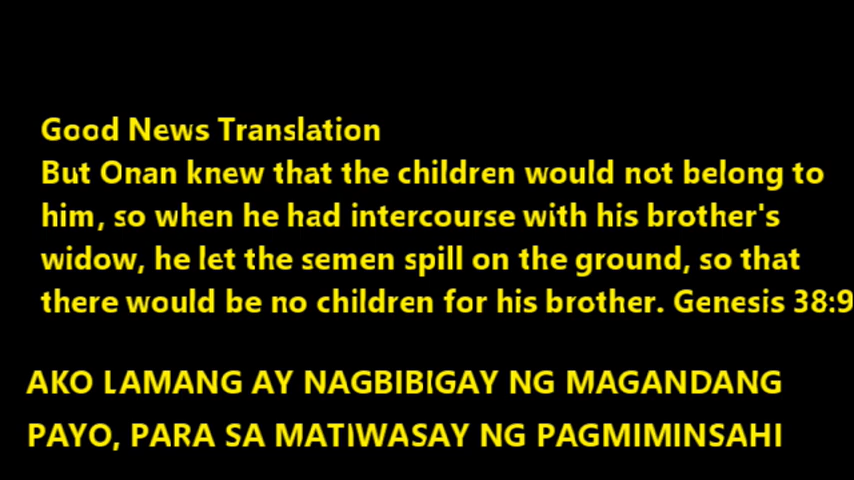 Good News Translation
But Onan knew that the children would not belong to
him, so when he had intercourse with his brother's
widow, he let the semen spill on the ground, so that
there would be no children for his brother. Genesis 38:9
AKO LAMANG AY NAGBIBIGAY NG MAGANDANG
PAYO, PARA SA MATIWASAY NG PAGMIMINSAHI